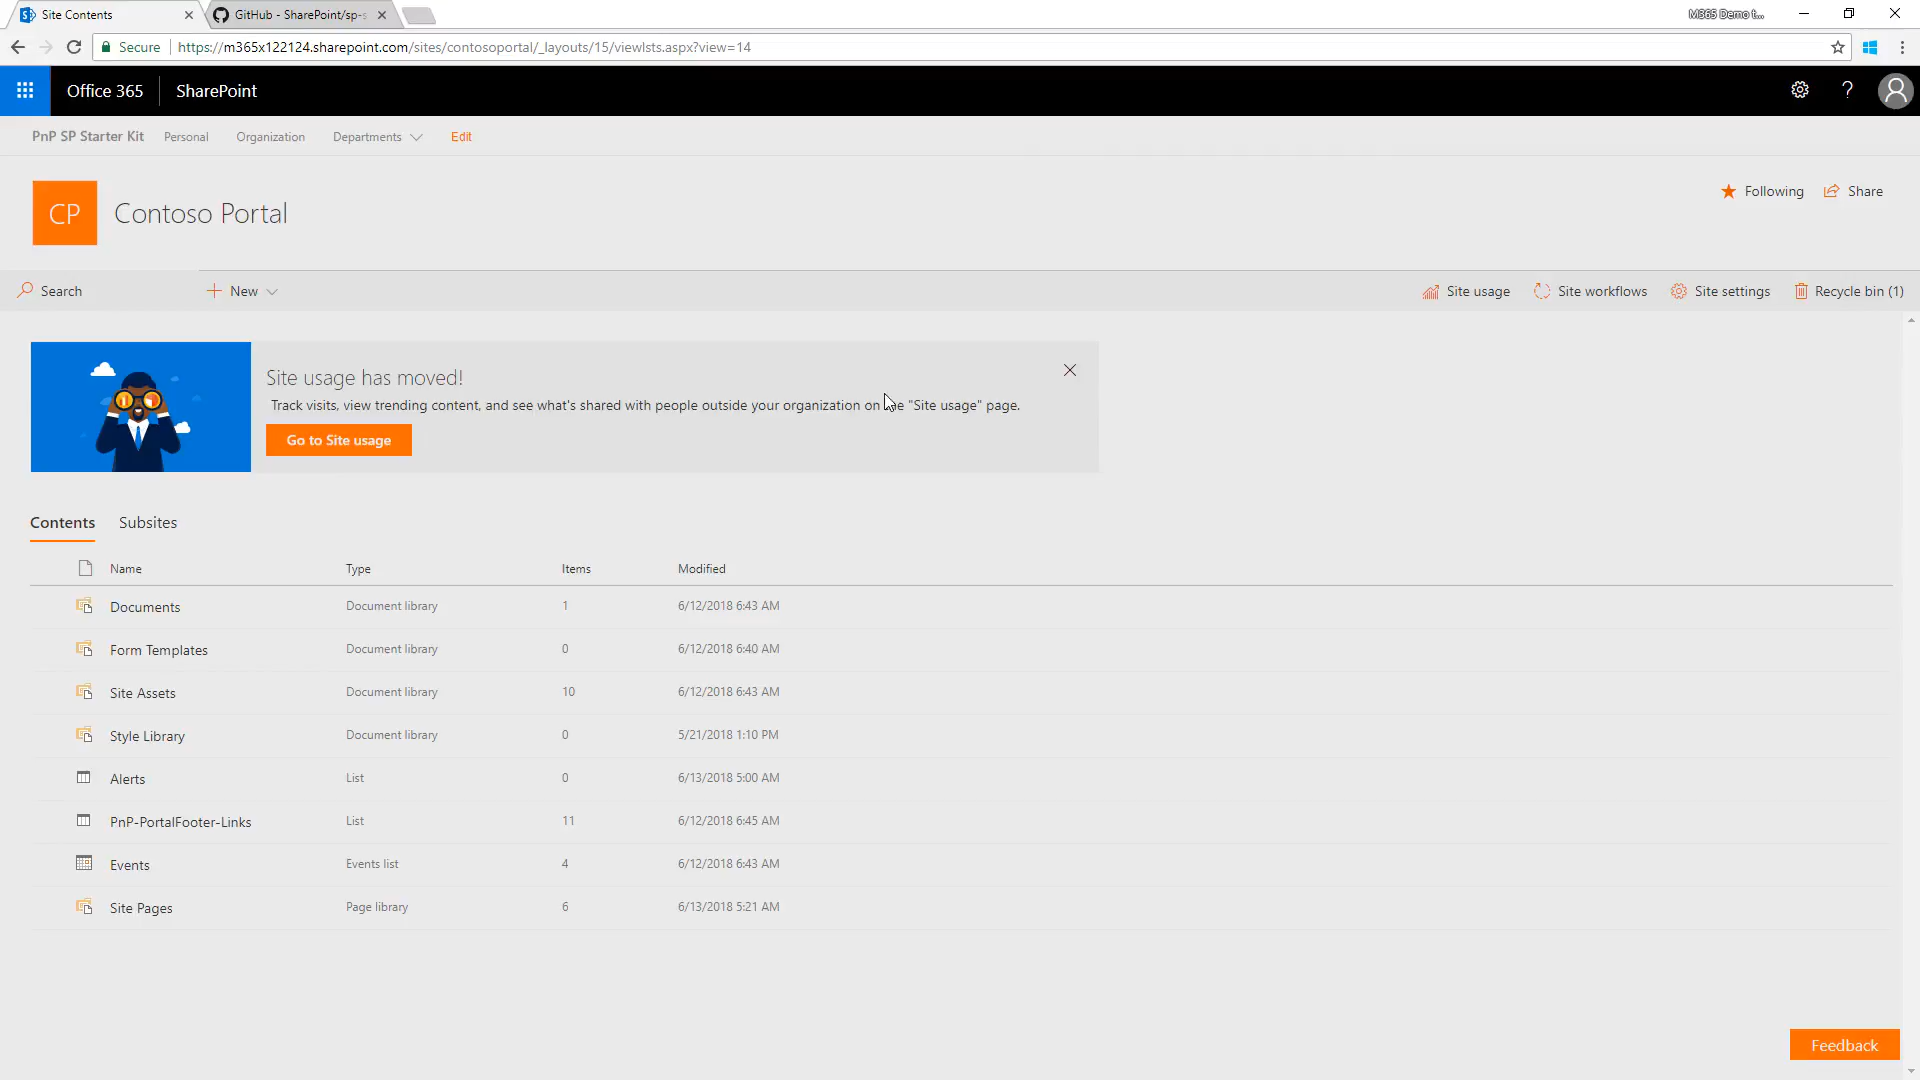 Site Contents
GitHub - SharePoint/sp-s
M365 Demo t...
Secure
https://m365x122124.sharepoint.com/sites/contosoportal/_layouts/15/viewlsts.aspx?view=14
Office 365
SharePoint
?
PnP SP Starter Kit
Personal
Organization
Departments
Edit
CP
Contoso Portal
Following
Share
Search
New
Site usage
Site workflows
Site settings
Recycle bin (1)
Site usage has moved!
Track visits, view trending content, and see what's shared with people outside your organization on "Site usage" page.
Go to Site usage
Contents
Subsites
Name Type Items Modified
Documents Document library 1 6/12/2018 6:43 AM
Form Templates Document library 0 6/12/2018 6:40 AM
Site Assets Document library 10 6/12/2018 6:43 AM
Style Library Document library 0 5/21/2018 1:10 PM
Alerts List 0 6/13/2018 5:00 AM
PnP-PortalFooter-Links List 11 6/12/2018 6:45 AM
Events Events list 4 6/12/2018 6:43 AM
Site Pages Page library 6 6/13/2018 5:21 AM
Feedback